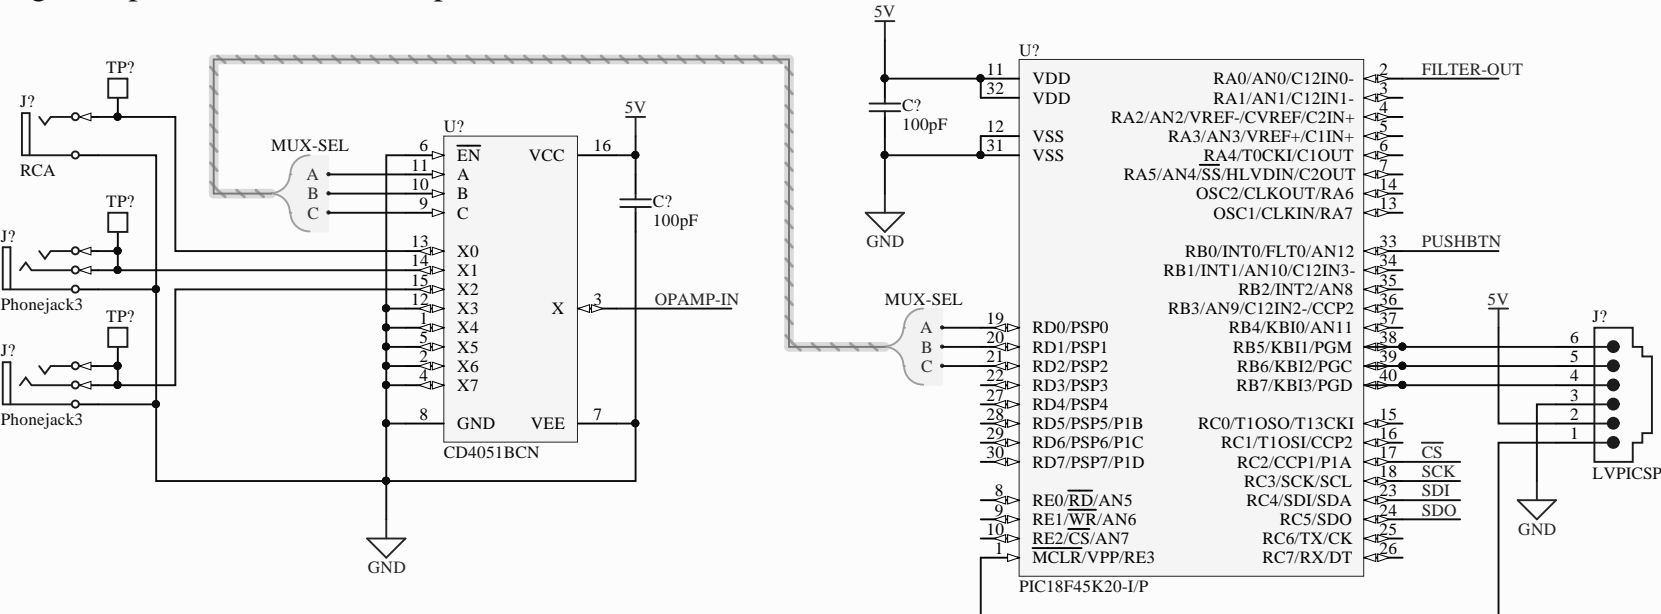 5V
U?
11 VDD RA0/AN0/C12IN0- 2 FILTER-OUT
32 VDD RA1/AN1/C12IN1- 3
RA2/AN2/VREF-/CVREF/C2IN+ 4
12 VSS RA3/AN3/VREF+/C1IN+ 5
31 VSS RA4/T0CKI/C1OUT 6
RA5/AN4/SS/HLVDIN/C2OUT 7
OSC2/CLKOUT/RA6 14
OSC1/CLKIN/RA7 13
C?
100pF
GND
RB0/INT0/FLT0/AN12 33 PUSHBTN
RB1/INT1/AN10/C12IN3- 34
RB2/INT2/AN8 35
RB3/AN9/C12IN2-/CCP2 36
MUX-SEL
A 19 RD0/PSP0 RB4/KBI0/AN11 37
B 20 RD1/PSP1 RB5/KBI1/PGM 38
C 21 RD2/PSP2 RB6/KBI2/PGC 39
22 RD3/PSP3 RB7/KBI3/PGD 40
27 RD4/PSP4
28 RD5/PSP5/P1B RC0/T1OSO/T13CKI 15
29 RD6/PSP6/P1C RC1/T1OSI/CCP2 16
30 RD7/PSP7/P1D RC2/CCP1/P1A 17 CS
RC3/SCK/SCL 18 SCK
8 RE0/RD/AN5 RC4/SDI/SDA 23 SDI
9 RE1/WR/AN6 RC5/SDO 24 SDO
10 RE2/CS/AN7 RC6/TX/CK 25
1 MCLR/VPP/RE3 RC7/RX/DT 26
PIC18F45K20-I/P
5V
J?
6
5
4
3
2
1
LVPICSP
GND
TP?
J?
RCA
TP?
J?
Phonejack3
TP?
J?
Phonejack3
MUX-SEL
A
B
C
U?
5V
6 EN VCC 16
11 A
10 B
9 C
C?
100pF
13 X0
14 X1
15 X2
12 X3 X 3 OPAMP-IN
1 X4
5 X5
2 X6
4 X7
8 GND VEE 7
CD4051BCN
GND